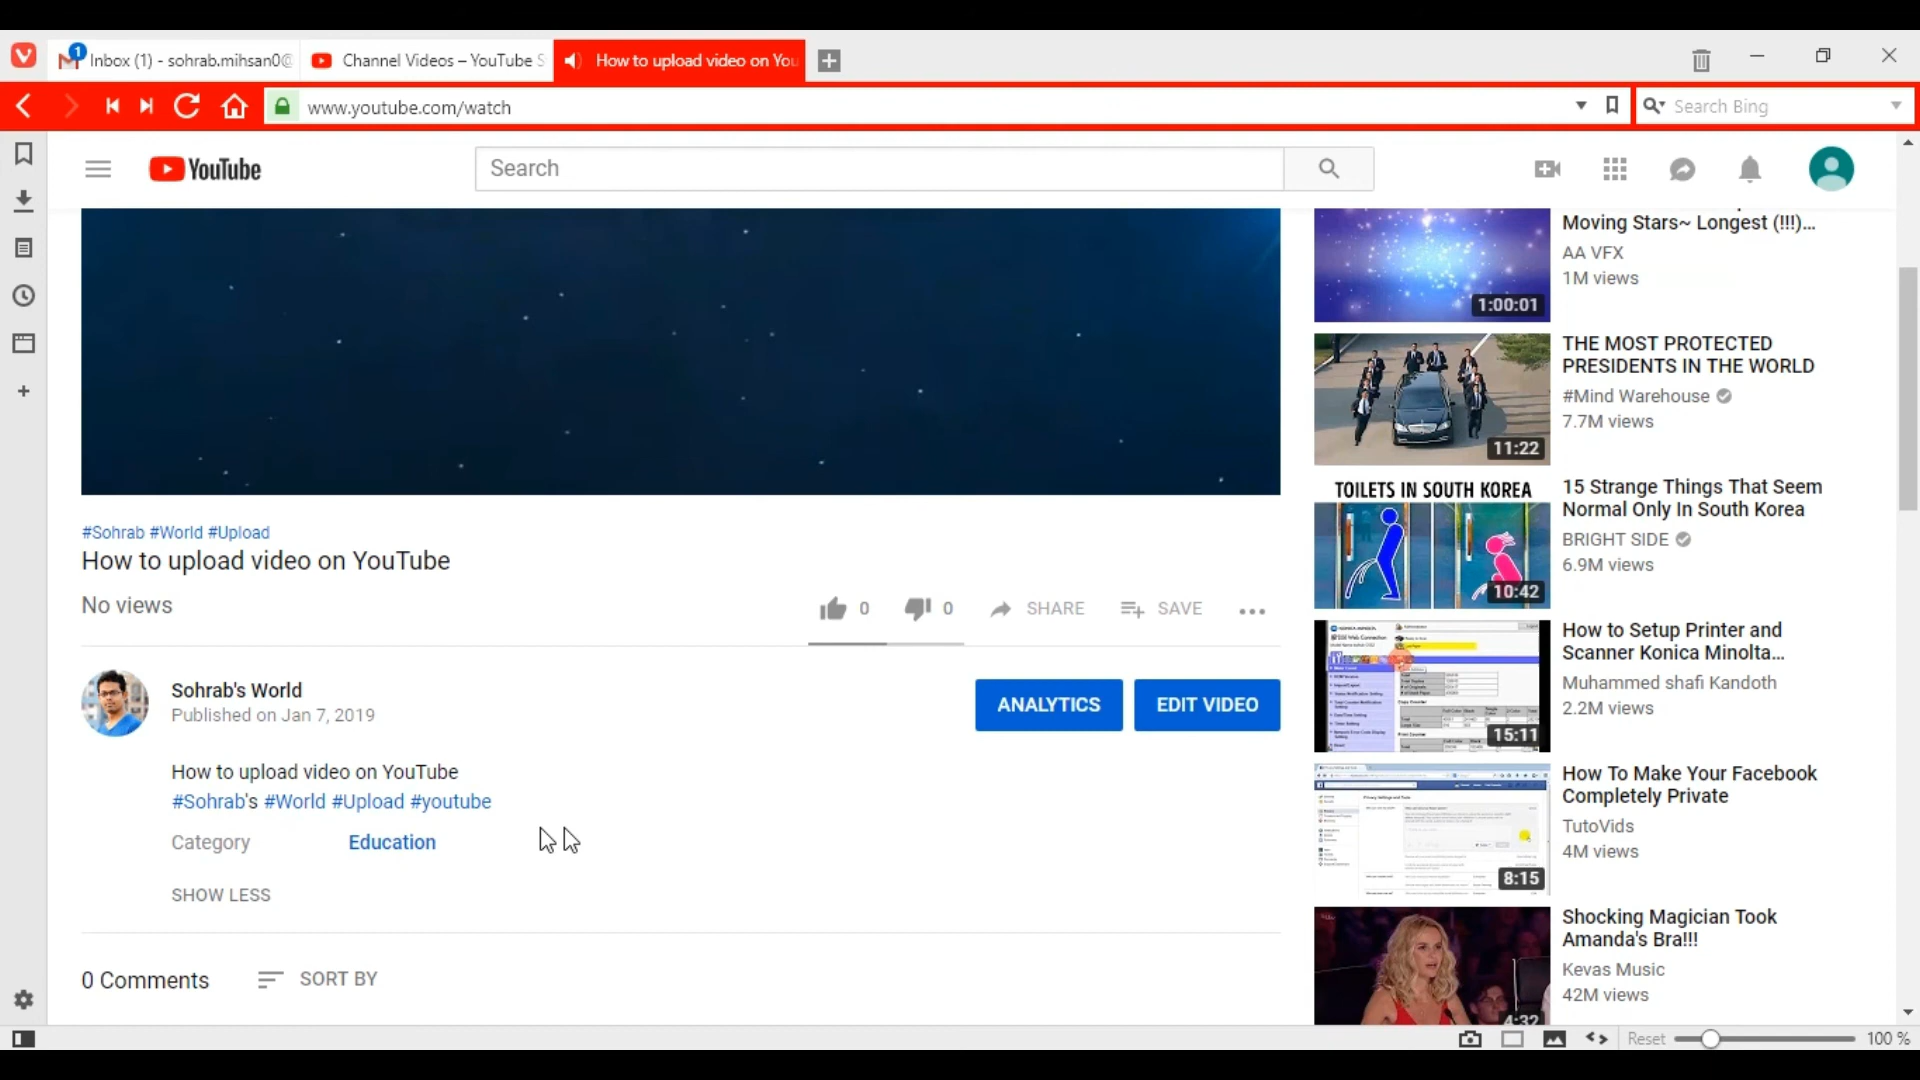 Inbox (1) - sohrab.mihsan0@
Channel Videos – YouTube S
How to upload video on You
www.youtube.com/watch
Search Bing
YouTube
Search
Moving Stars~ Longest (!!!)...
AA VFX
1M views
1:00:01
THE MOST PROTECTED
PRESIDENTS IN THE WORLD
#Mind Warehouse
7.7M views
11:22
TOILETS IN SOUTH KOREA
15 Strange Things That Seem
Normal Only In South Korea
BRIGHT SIDE
6.9M views
10:42
How to Setup Printer and
Scanner Konica Minolta...
Muhammed shafi Kandoth
2.2M views
15:11
How To Make Your Facebook
Completely Private
TutoVids
4M views
8:15
Shocking Magician Took
Amanda's Bra!!!
Kevas Music
42M views
4:32
#Sohrab #World #Upload
How to upload video on YouTube
No views
0 0 SHARE SAVE
Sohrab's World
Published on Jan 7, 2019
ANALYTICS EDIT VIDEO
How to upload video on YouTube
#Sohrab's #World #Upload #youtube
Category Education
SHOW LESS
0 Comments SORT BY
Reset 100 %